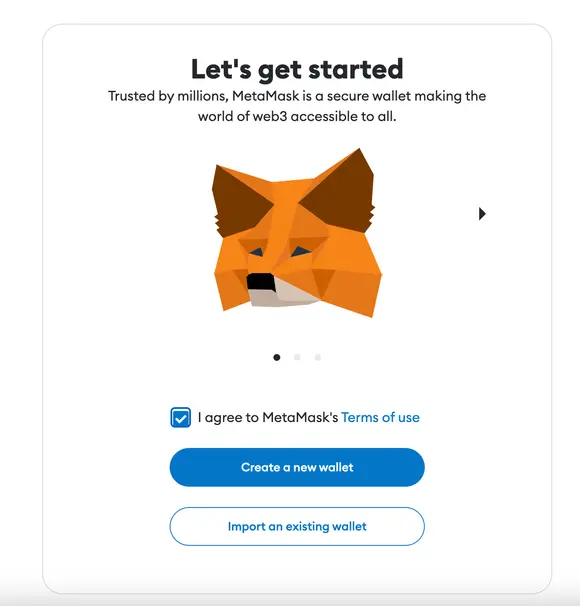 Let's get started
Trusted by millions, MetaMask is a secure wallet making the
world of web3 accessible to all.
I agree to MetaMask's Terms of use
Create a new wallet
Import an existing wallet